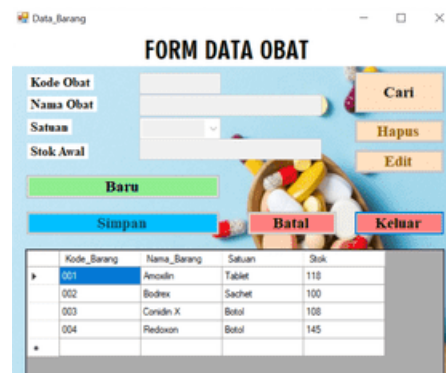 Data_Barang
FORM DATA OBAT
Kode Obat
Nama Obat
Satuan
Stok Awal
Cari
Hapus
Edit
Baru
Simpan
Batal
Keluar
Kode_Barang Nama_Barang Satuan Stok
001 Amoxilin Tablet 118
002 Bodrex Sachet 100
003 Conidin X Botol 108
004 Redoxon Botol 145